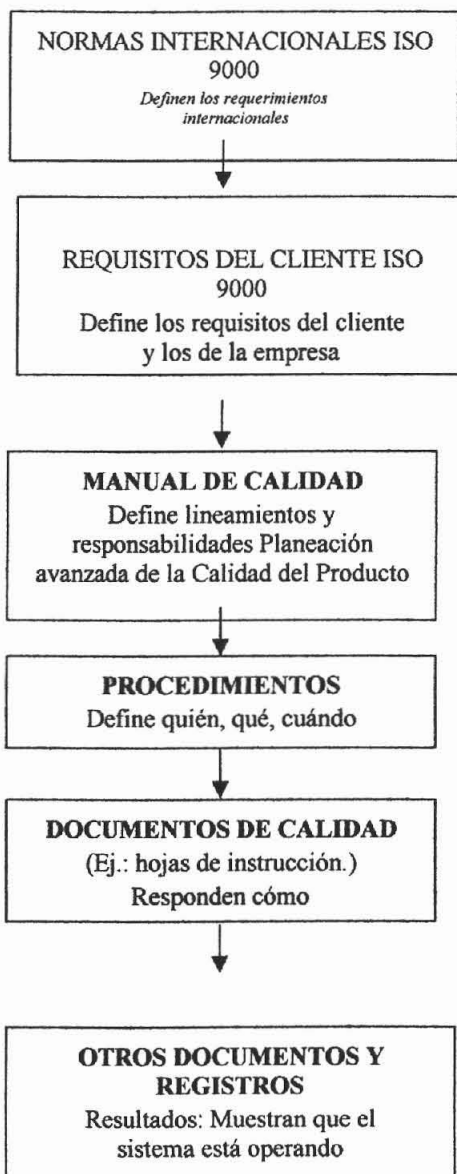 NORMAS INTERNACIONALES ISO
9000
Definen los requerimientos
internacionales
REQUISITOS DEL CLIENTE ISO
9000
Define los requisitos del cliente
y los de la empresa
MANUAL DE CALIDAD
Define lineamientos y
responsabilidades Planeación
avanzada de la Calidad del Producto
PROCEDIMIENTOS
Define quién, qué, cuándo
DOCUMENTOS DE CALIDAD
(Ej.: hojas de instrucción.)
Responden cómo
OTROS DOCUMENTOS Y
REGISTROS
Resultados: Muestran que el
sistema está operando